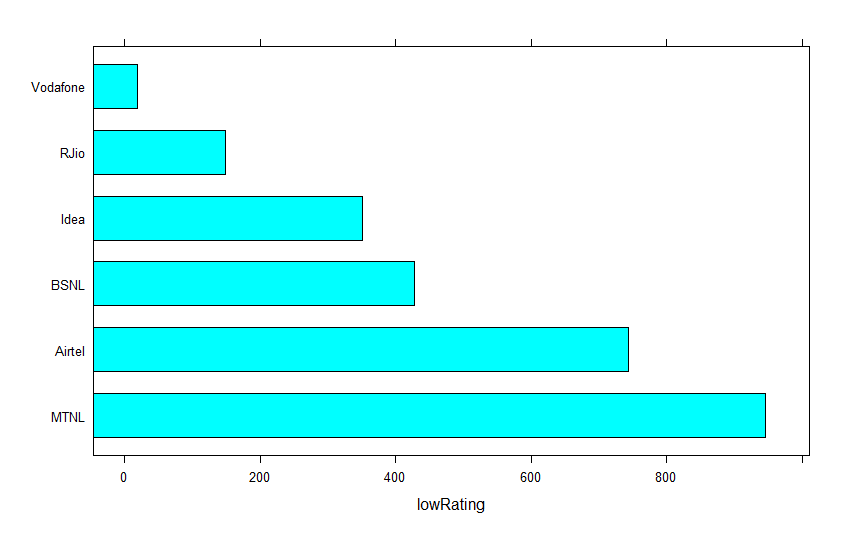 Vodafone
RJio
Idea
BSNL
Airtel
MTNL
0 200 400 600 800
lowRating